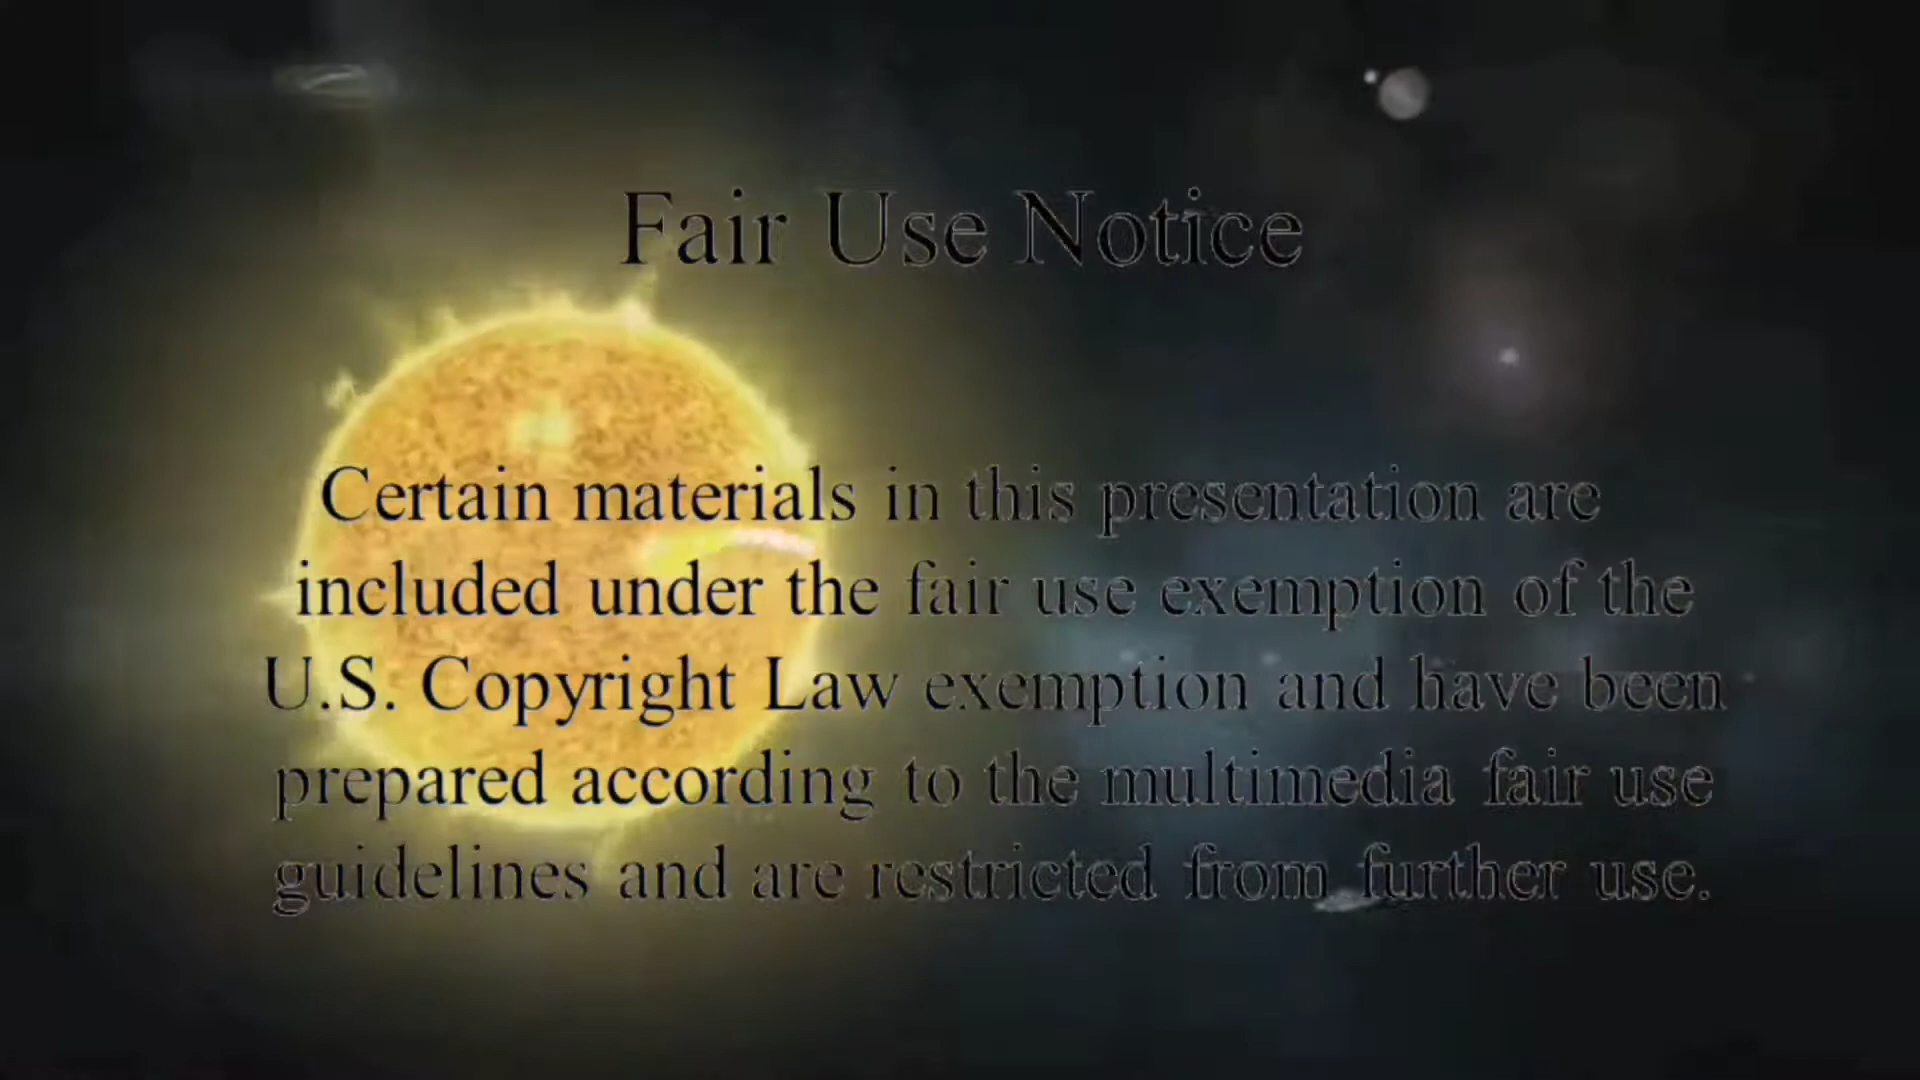 Fair Use Notice
Certain materials in this presentation are
included under the fair use exemption of the
U.S. Copyright Law exemption and have been
prepared according to the multimedia fair use
guidelines and are restricted from further use.